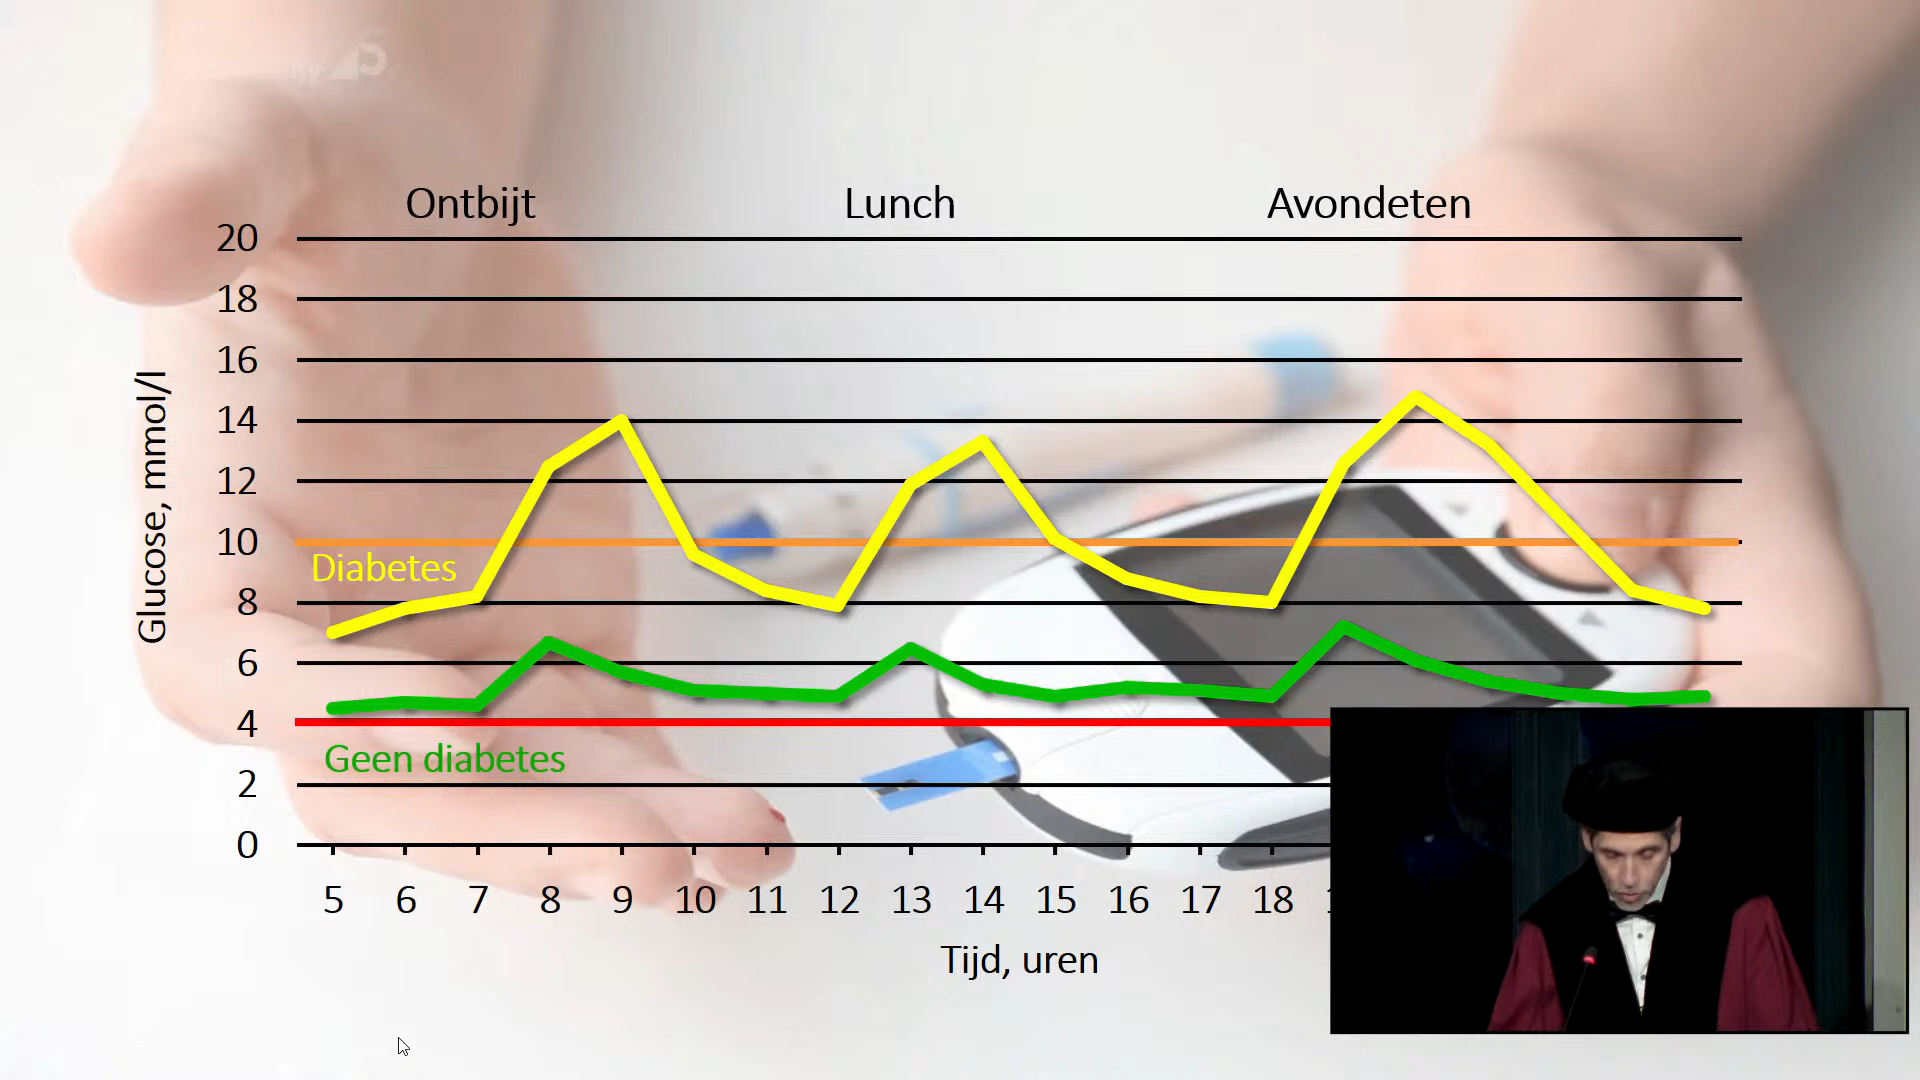 Ontbijt
Lunch
Avondeten
20
18
16
14
12
10
8
6
4
2
0
Glucose, mmol/l
Diabetes
Geen diabetes
5 6 7 8 9 10 11 12 13 14 15 16 17 18
Tijd, uren